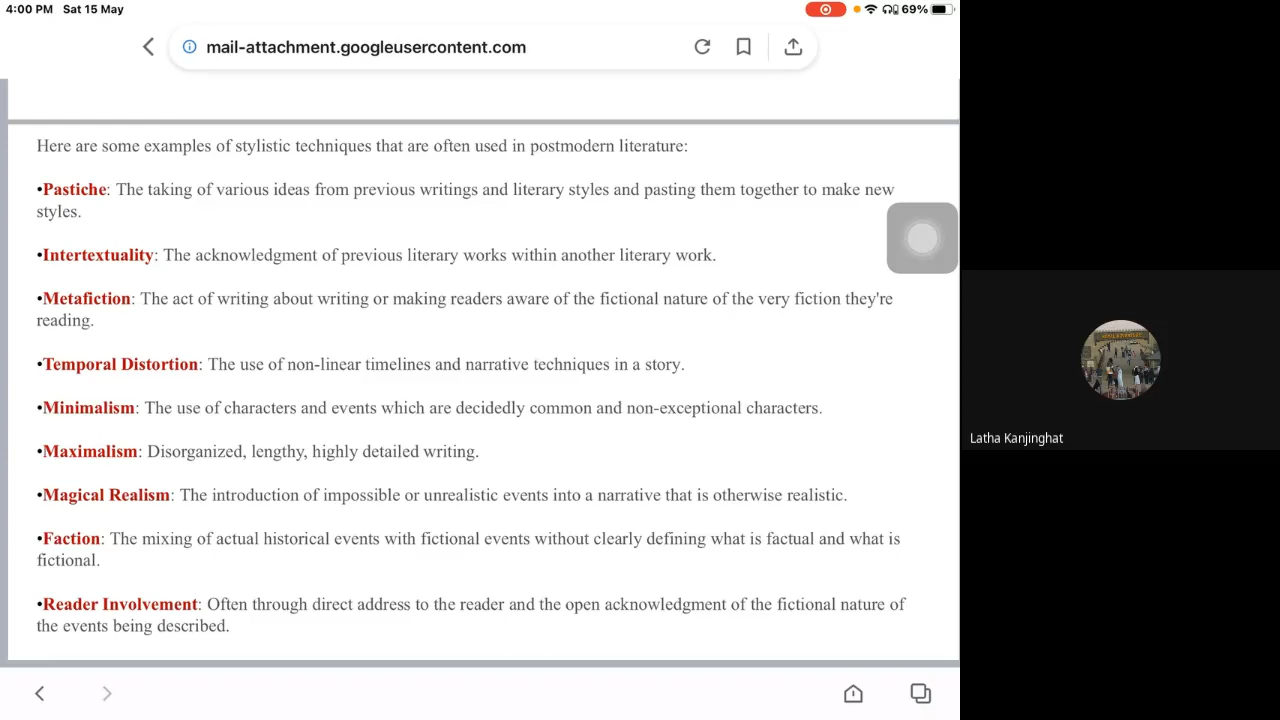 4:00 PM Sat 15 May
69%
mail-attachment.googleusercontent.com
Here are some examples of stylistic techniques that are often used in postmodern literature:
•Pastiche: The taking of various ideas from previous writings and literary styles and pasting them together to make new
styles.
•Intertextuality: The acknowledgment of previous literary works within another literary work.
•Metafiction: The act of writing about writing or making readers aware of the fictional nature of the very fiction they're
reading.
•Temporal Distortion: The use of non-linear timelines and narrative techniques in a story.
•Minimalism: The use of characters and events which are decidedly common and non-exceptional characters.
•Maximalism: Disorganized, lengthy, highly detailed writing.
•Magical Realism: The introduction of impossible or unrealistic events into a narrative that is otherwise realistic.
•Faction: The mixing of actual historical events with fictional events without clearly defining what is factual and what is
fictional.
•Reader Involvement: Often through direct address to the reader and the open acknowledgment of the fictional nature of
the events being described.
Latha Kanjinghat